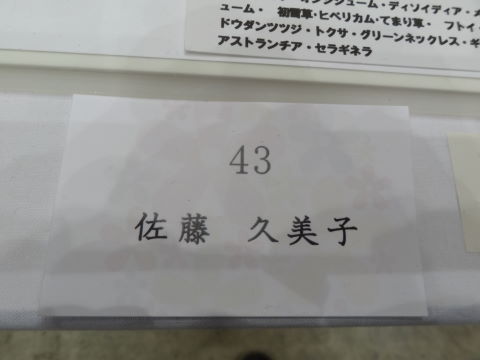 ューム・ 初雪草・ヒペリカム・てまり草・ フトイ・
ドウダンツツジ・トクサ・グリーンネックレス・ギ
アストランチア・セラギネラ
43
佐藤 久美子